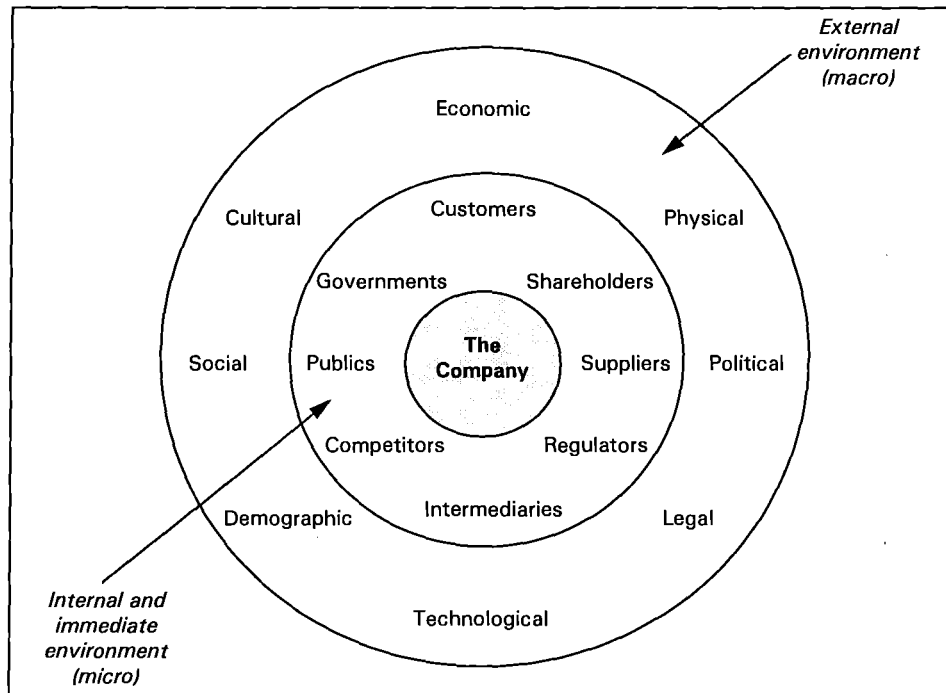 External
environment
(macro)
Economic
Cultural
Customers
Physical
Governments
Shareholders
Social
Publics
The
Company
Suppliers
Political
Competitors
Regulators
Demographic
Intermediaries
Legal
Internal and
immediate
environment
(micro)
Technological